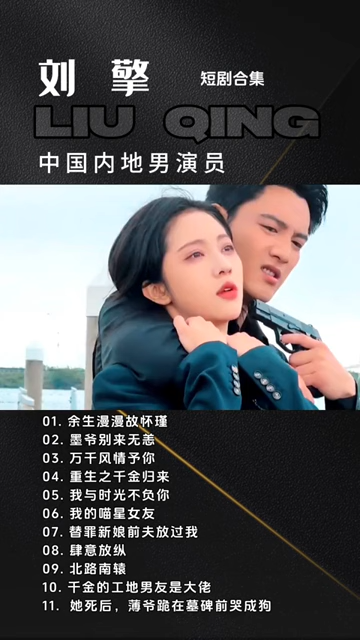 刘擎
短剧合集
LIU QING
中国内地男演员
01. 余生漫漫故怀瑾
02. 墨爷别来无恙
03. 万千风情予你
04. 重生之千金归来
05. 我与时光不负你
06. 我的喵星女友
07. 替罪新娘前夫放过我
08. 肆意放纵
09. 北路南辕
10. 千金的工地男友是大佬
11. 她死后，薄爷跪在墓碑前哭成狗